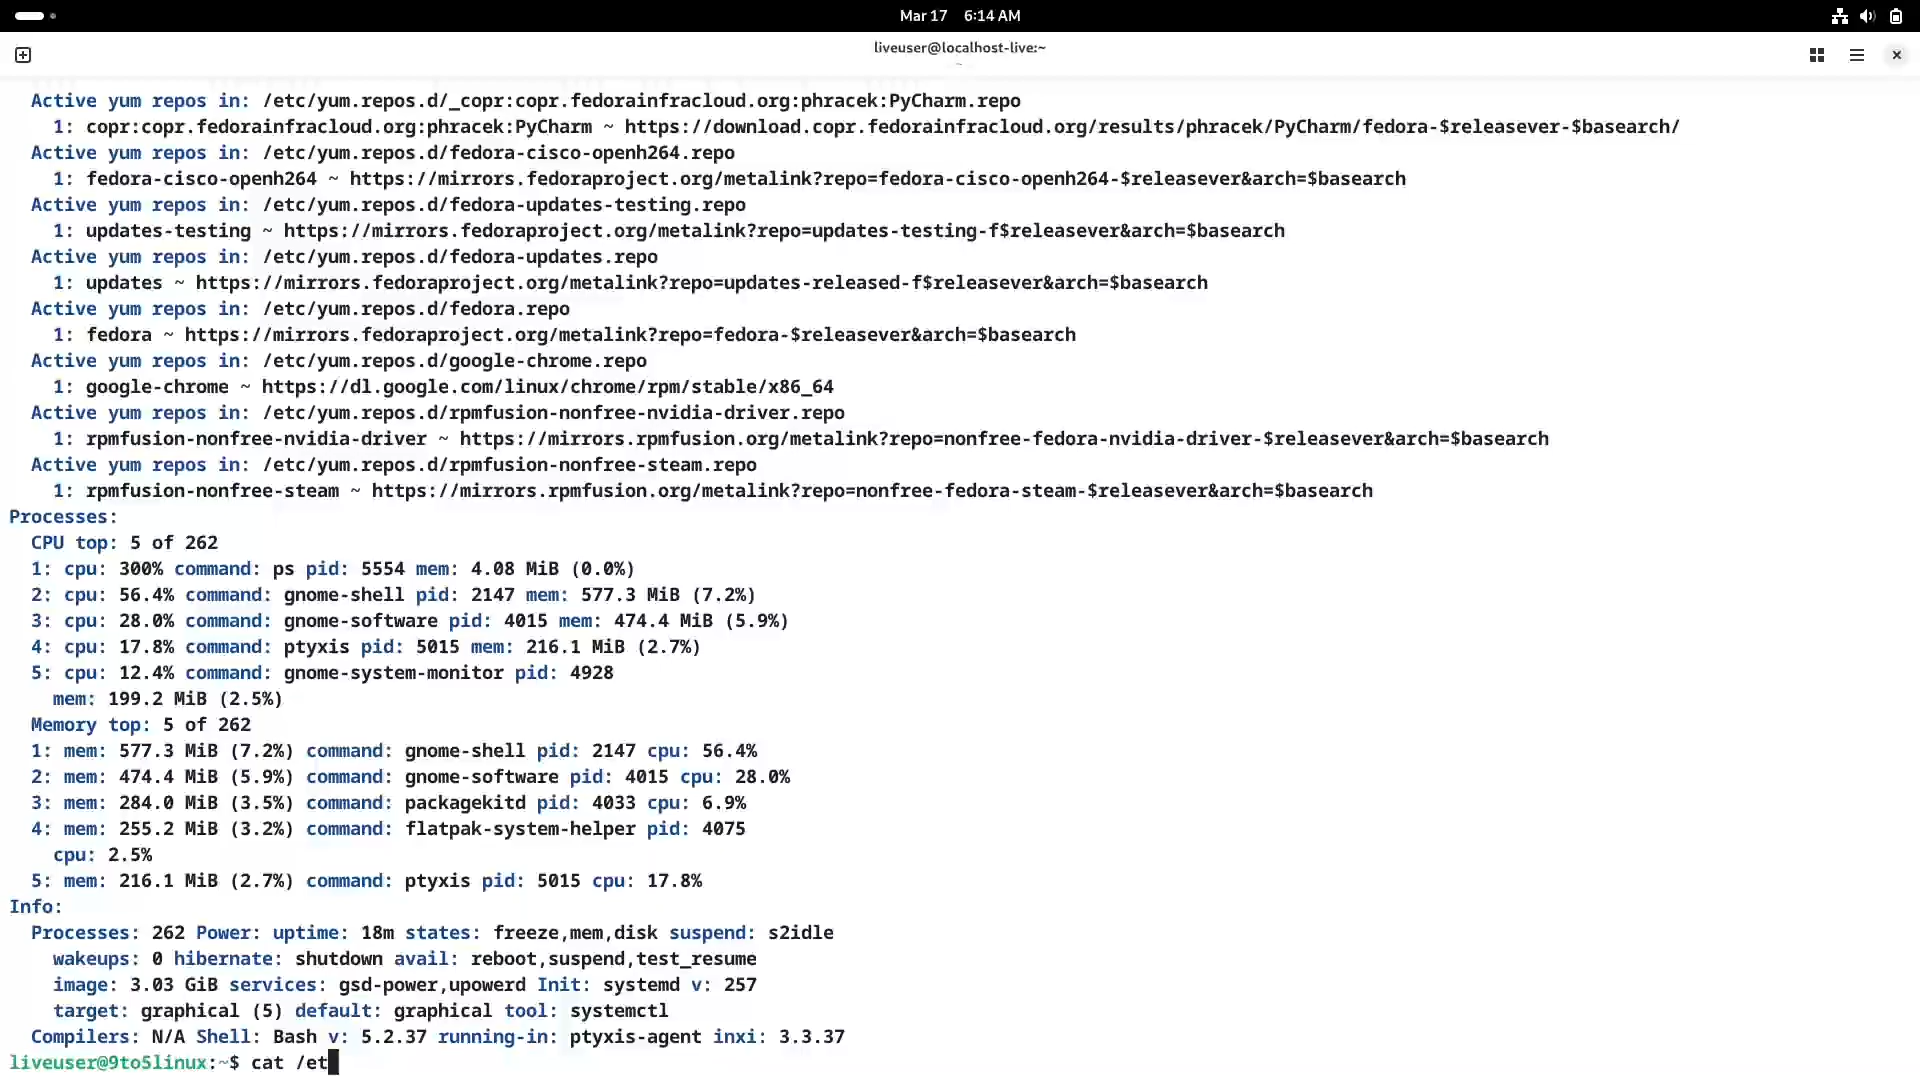 Mar 17 6:14 AM
liveuser@localhost-live:~
~
Active yum repos in: /etc/yum.repos.d/_copr:copr.fedorainfracloud.org:phracek:PyCharm.repo
1: copr:copr.fedorainfracloud.org:phracek:PyCharm ~ https://download.copr.fedorainfracloud.org/results/phracek/PyCharm/fedora-$releasever-$basearch/
Active yum repos in: /etc/yum.repos.d/fedora-cisco-openh264.repo
1: fedora-cisco-openh264 ~ https://mirrors.fedoraproject.org/metalink?repo=fedora-cisco-openh264-$releasever&arch=$basearch
Active yum repos in: /etc/yum.repos.d/fedora-updates-testing.repo
1: updates-testing ~ https://mirrors.fedoraproject.org/metalink?repo=updates-testing-f$releasever&arch=$basearch
Active yum repos in: /etc/yum.repos.d/fedora-updates.repo
1: updates ~ https://mirrors.fedoraproject.org/metalink?repo=updates-released-f$releasever&arch=$basearch
Active yum repos in: /etc/yum.repos.d/fedora.repo
1: fedora ~ https://mirrors.fedoraproject.org/metalink?repo=fedora-$releasever&arch=$basearch
Active yum repos in: /etc/yum.repos.d/google-chrome.repo
1: google-chrome ~ https://dl.google.com/linux/chrome/rpm/stable/x86_64
Active yum repos in: /etc/yum.repos.d/rpmfusion-nonfree-nvidia-driver.repo
1: rpmfusion-nonfree-nvidia-driver ~ https://mirrors.rpmfusion.org/metalink?repo=nonfree-fedora-nvidia-driver-$releasever&arch=$basearch
Active yum repos in: /etc/yum.repos.d/rpmfusion-nonfree-steam.repo
1: rpmfusion-nonfree-steam ~ https://mirrors.rpmfusion.org/metalink?repo=nonfree-fedora-steam-$releasever&arch=$basearch
Processes:
CPU top: 5 of 262
1: cpu: 300% command: ps pid: 5554 mem: 4.08 MiB (0.0%)
2: cpu: 56.4% command: gnome-shell pid: 2147 mem: 577.3 MiB (7.2%)
3: cpu: 28.0% command: gnome-software pid: 4015 mem: 474.4 MiB (5.9%)
4: cpu: 17.8% command: ptyxis pid: 5015 mem: 216.1 MiB (2.7%)
5: cpu: 12.4% command: gnome-system-monitor pid: 4928
mem: 199.2 MiB (2.5%)
Memory top: 5 of 262
1: mem: 577.3 MiB (7.2%) command: gnome-shell pid: 2147 cpu: 56.4%
2: mem: 474.4 MiB (5.9%) command: gnome-software pid: 4015 cpu: 28.0%
3: mem: 284.0 MiB (3.5%) command: packagekitd pid: 4033 cpu: 6.9%
4: mem: 255.2 MiB (3.2%) command: flatpak-system-helper pid: 4075
cpu: 2.5%
5: mem: 216.1 MiB (2.7%) command: ptyxis pid: 5015 cpu: 17.8%
Info:
Processes: 262 Power: uptime: 18m states: freeze,mem,disk suspend: s2idle
wakeups: 0 hibernate: shutdown avail: reboot,suspend,test_resume
image: 3.03 GiB services: gsd-power,upowerd Init: systemd v: 257
target: graphical (5) default: graphical tool: systemctl
Compilers: N/A Shell: Bash v: 5.2.37 running-in: ptyxis-agent inxi: 3.3.37
liveuser@9to5linux:~$ cat /et